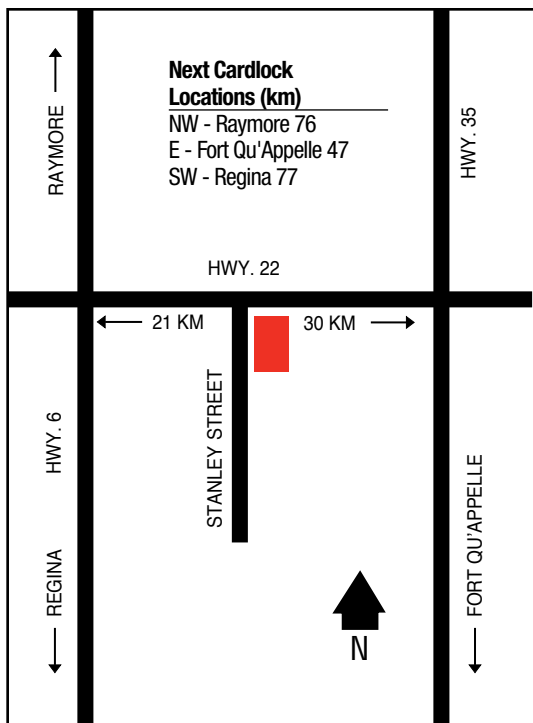 Next Cardlock
Locations (km)
NW - Raymore 76
E - Fort Qu'Appelle 47
SW - Regina 77
RAYMORE
HWY. 35
HWY. 22
21 KM
30 KM
STANLEY STREET
HWY. 6
REGINA
FORT QU'APPELLE
N